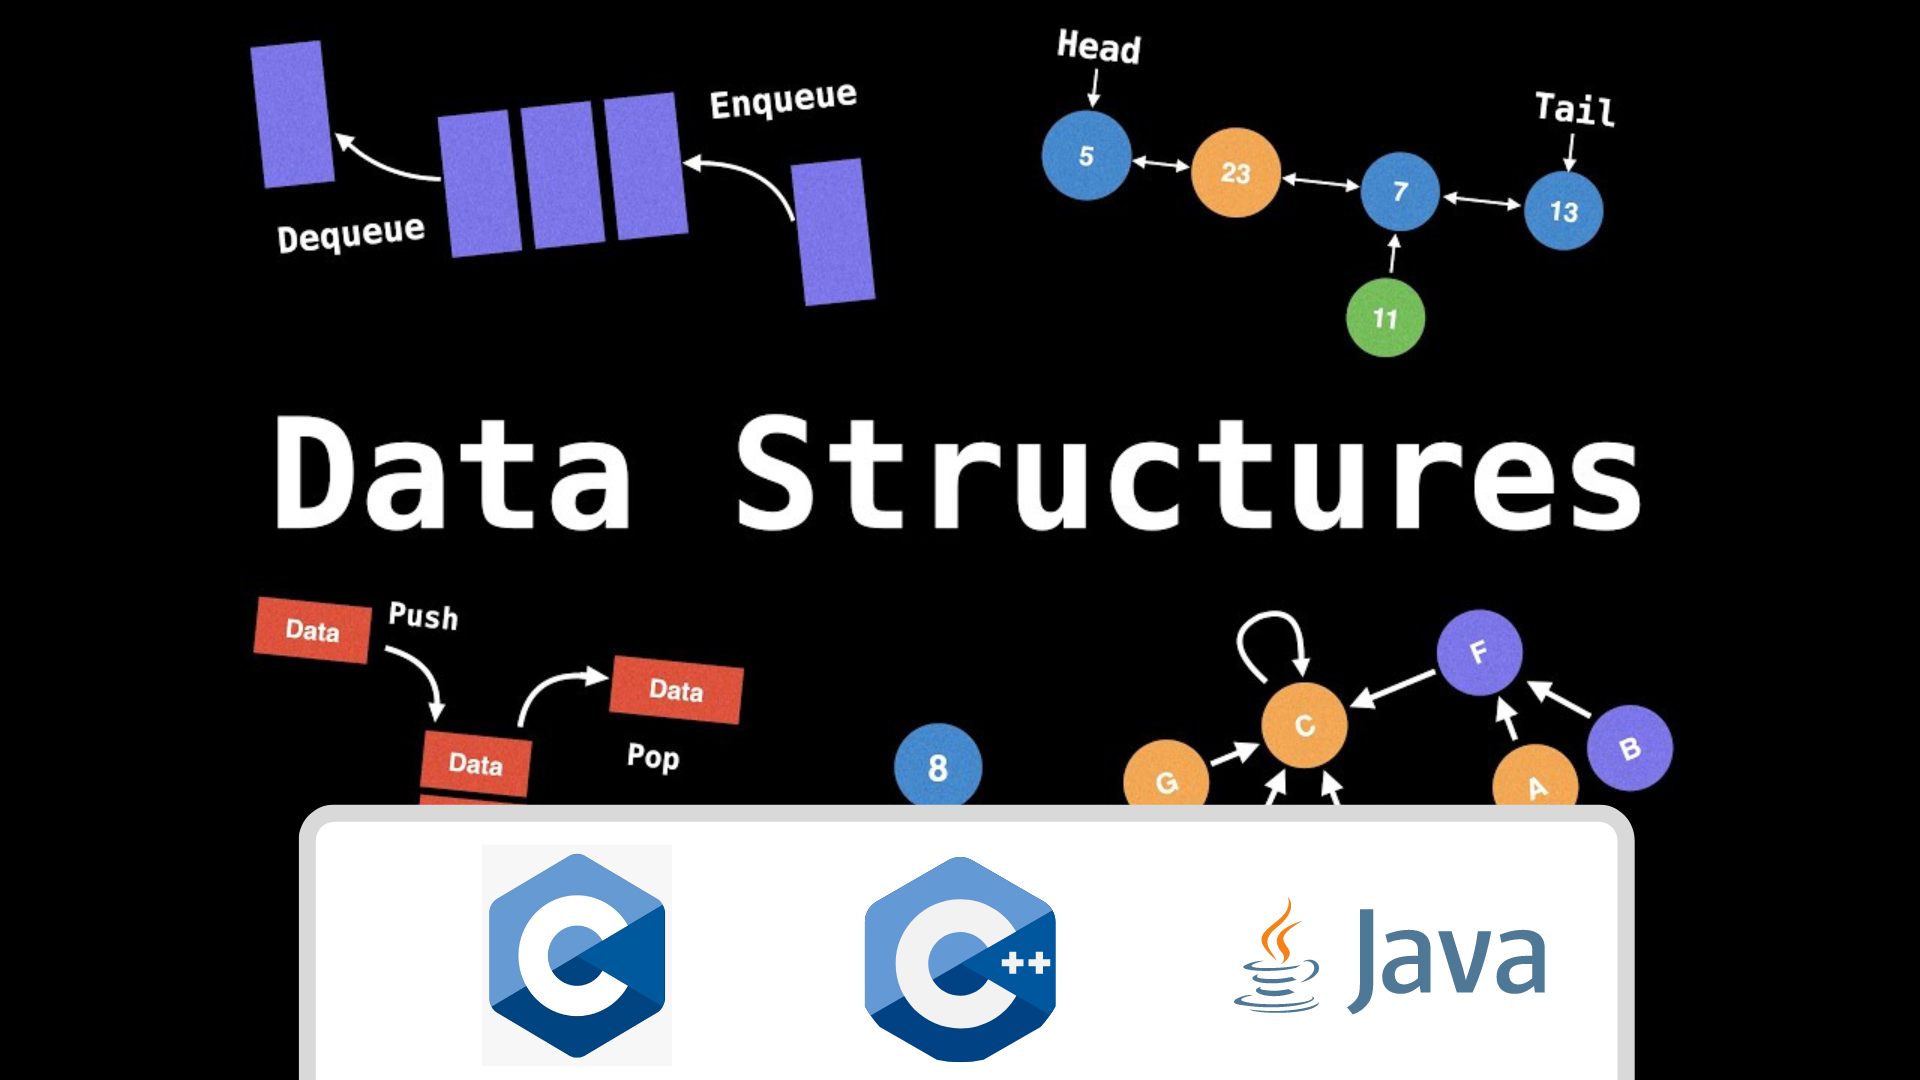 Head
Enqueue
Tail
5
23
7
13
Dequeue
11
Data Structures
Data
Push
Data
Pop
Data
8
F
C
B
G
A
C
C++
Java